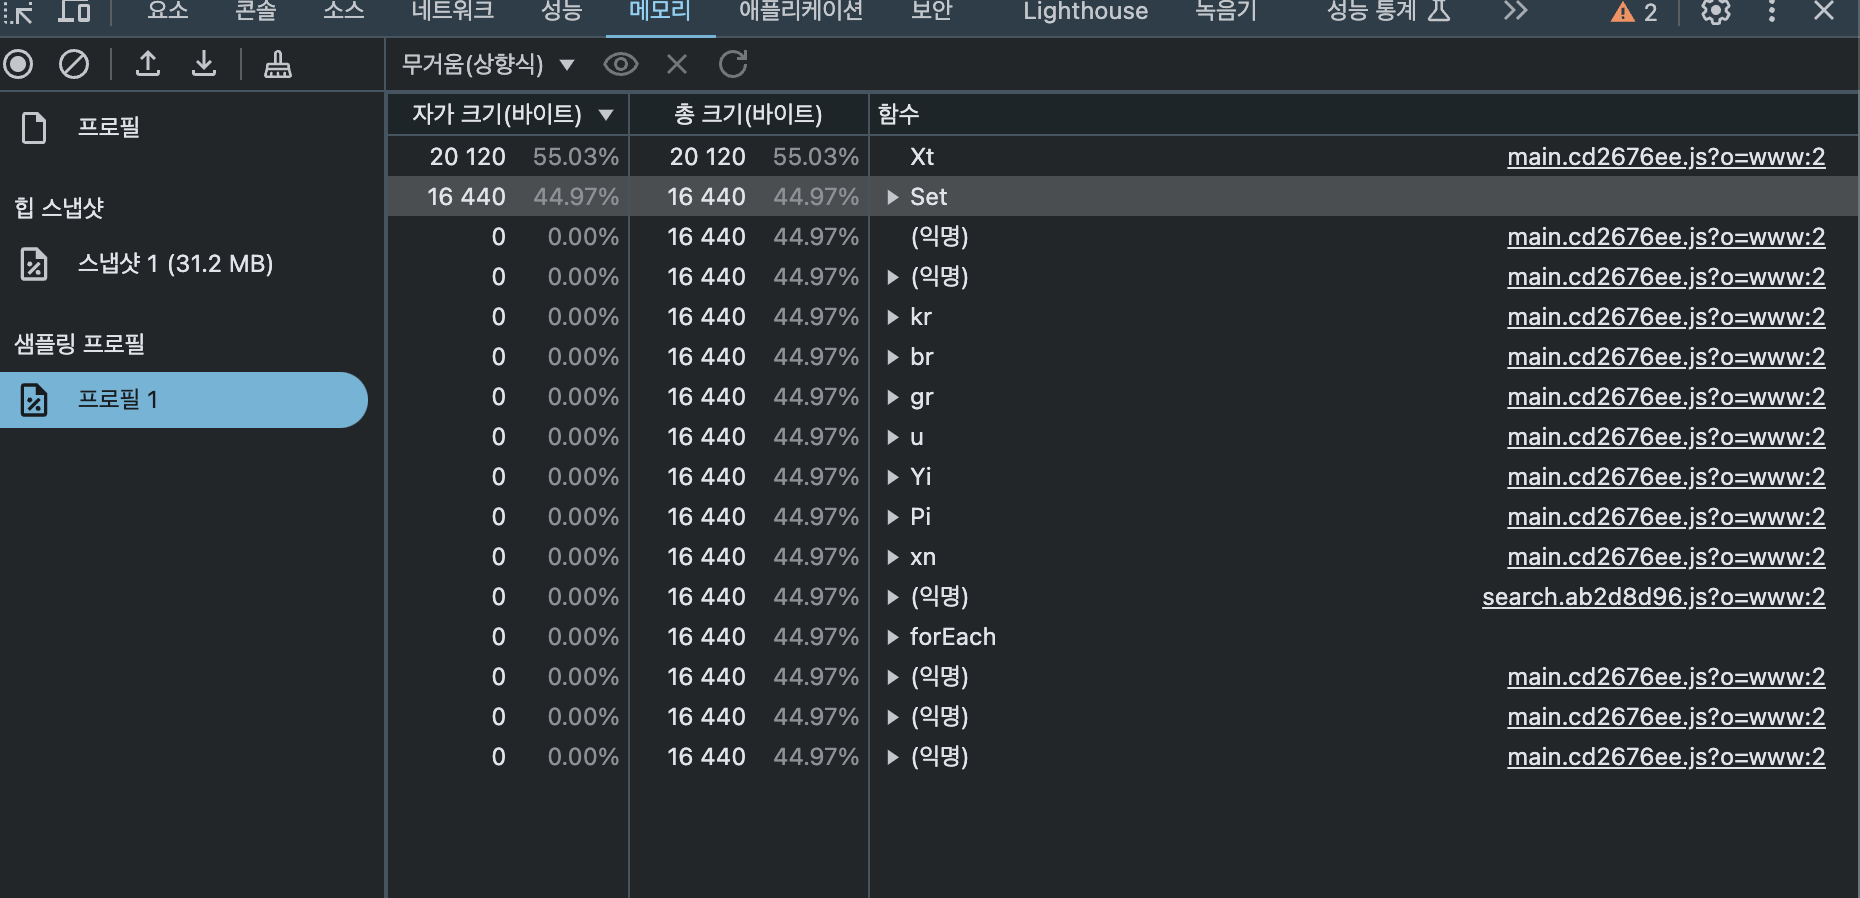 요소 콘솔 소스 네트워크 성능 메모리 애플리케이션 보안 Lighthouse 녹음기 성능 통계 2
무거움(상향식)
프로필
힙 스냅샷
스냅샷 1 (31.2 MB)
샘플링 프로필
프로필 1
자가 크기(바이트) 총 크기(바이트) 함수
20 120 55.03% 20 120 55.03% Xt main.cd2676ee.js?o=www:2
16 440 44.97% 16 440 44.97% Set
0 0.00% 16 440 44.97% (익명) main.cd2676ee.js?o=www:2
0 0.00% 16 440 44.97% (익명) main.cd2676ee.js?o=www:2
0 0.00% 16 440 44.97% kr main.cd2676ee.js?o=www:2
0 0.00% 16 440 44.97% br main.cd2676ee.js?o=www:2
0 0.00% 16 440 44.97% gr main.cd2676ee.js?o=www:2
0 0.00% 16 440 44.97% u main.cd2676ee.js?o=www:2
0 0.00% 16 440 44.97% Yi main.cd2676ee.js?o=www:2
0 0.00% 16 440 44.97% Pi main.cd2676ee.js?o=www:2
0 0.00% 16 440 44.97% xn main.cd2676ee.js?o=www:2
0 0.00% 16 440 44.97% (익명) search.ab2d8d96.js?o=www:2
0 0.00% 16 440 44.97% forEach
0 0.00% 16 440 44.97% (익명) main.cd2676ee.js?o=www:2
0 0.00% 16 440 44.97% (익명) main.cd2676ee.js?o=www:2
0 0.00% 16 440 44.97% (익명) main.cd2676ee.js?o=www:2